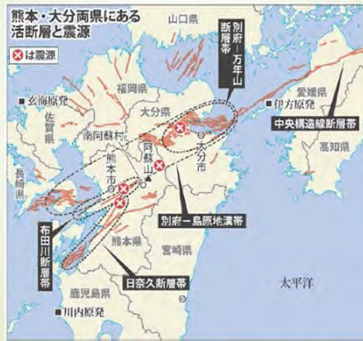 熊本・大分両県にある
活断層と震源
×は震源
山口県
別府－万年山
断層帯
福岡県
玄海原発
大分県
愛媛県
伊方原発
佐賀県
南阿蘇村
阿蘇山
大分市
中央構造線断層帯
長崎県
熊本市
高知県
別府－島原地溝帯
布田川断層帯
熊本県
宮崎県
日奈久断層帯
太平洋
鹿児島県
川内原発